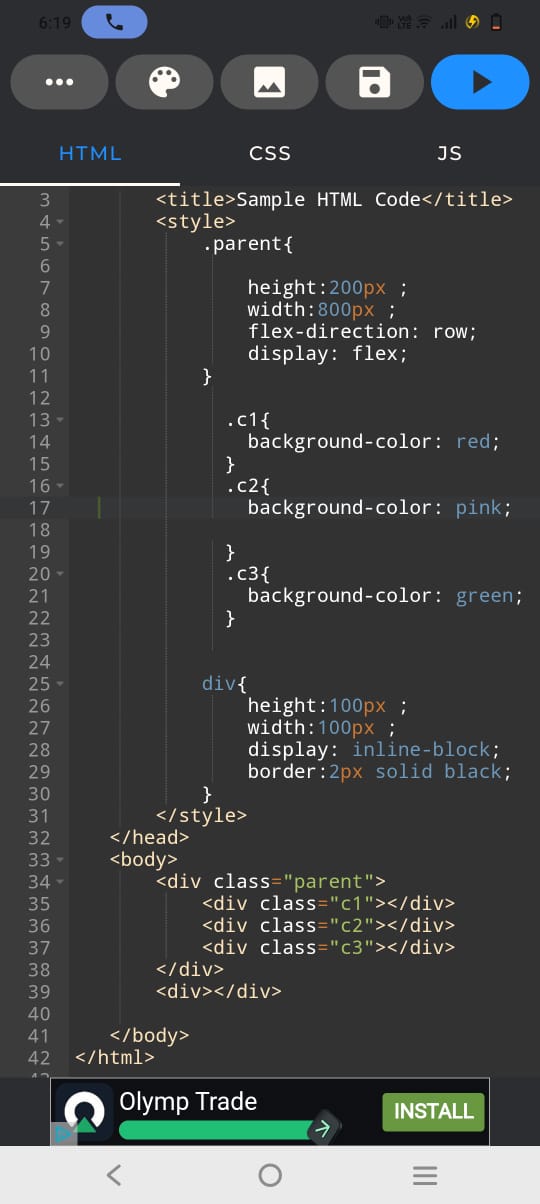 6:19
VoD LTE
HTML CSS JS
3 <title>Sample HTML Code</title>
4 <style>
5 .parent{
6
7 height:200px ;
8 width:800px ;
9 flex-direction: row;
10 display: flex;
11 }
12
13 .c1{
14 background-color: red;
15 }
16 .c2{
17 background-color: pink;
18
19 }
20 .c3{
21 background-color: green;
22 }
23
24
25 div{
26 height:100px ;
27 width:100px ;
28 display: inline-block;
29 border:2px solid black;
30 }
31 </style>
32 </head>
33 <body>
34 <div class="parent">
35 <div class="c1"></div>
36 <div class="c2"></div>
37 <div class="c3"></div>
38 </div>
39 <div></div>
40
41 </body>
42 </html>
Olymp Trade
INSTALL